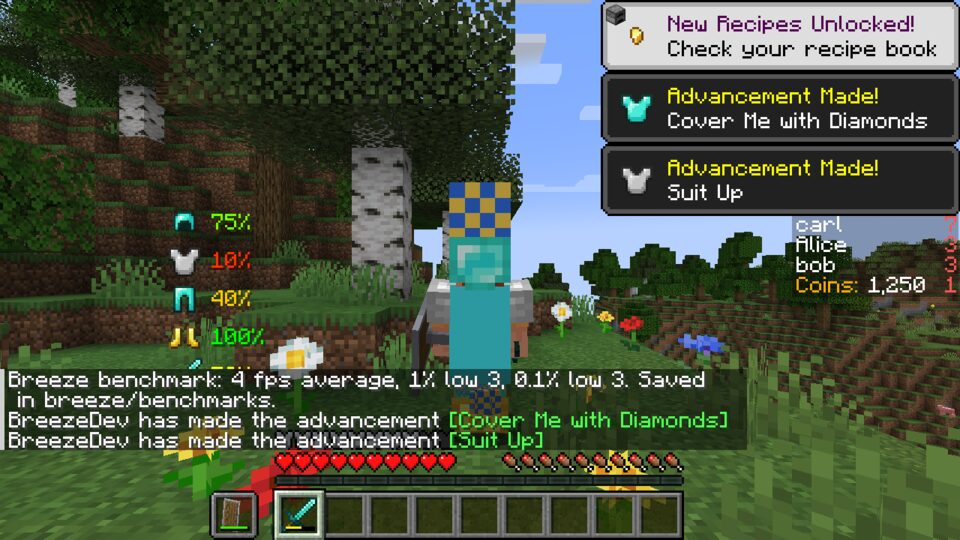 New Recipes Unlocked!
Check your recipe book
Advancement Made!
Cover Me with Diamonds
Advancement Made!
Suit Up
75%
10%
40%
100%
carl 7
Alice 3
bob 3
Coins: 1,250 1
Breeze benchmark: 4 fps average, 1% low 3, 0.1% low 3. Saved
in breeze/benchmarks.
BreezeDev has made the advancement [Cover Me with Diamonds]
BreezeDev has made the advancement [Suit Up]